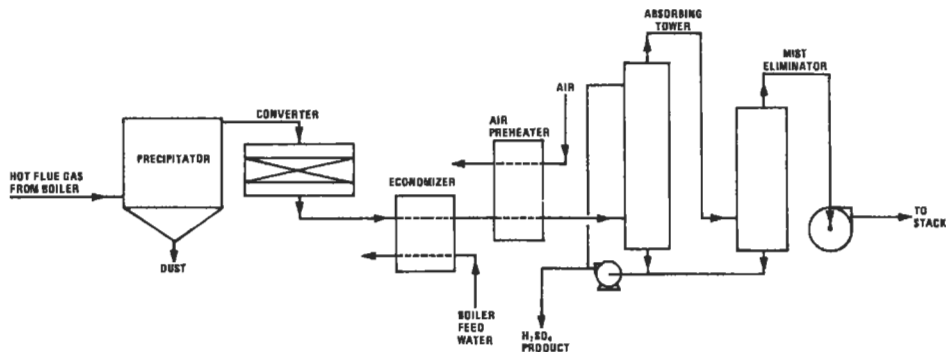 ABSORBING
TOWER
MIST
ELIMINATOR
AIR
CONVERTER
AIR
PREHEATER
PRECIPITATOR
HOT FLUE GAS
FROM BOILER
ECONOMIZER
TO
STACK
DUST
BOILER
FEED
WATER
H₂SO₄
PRODUCT